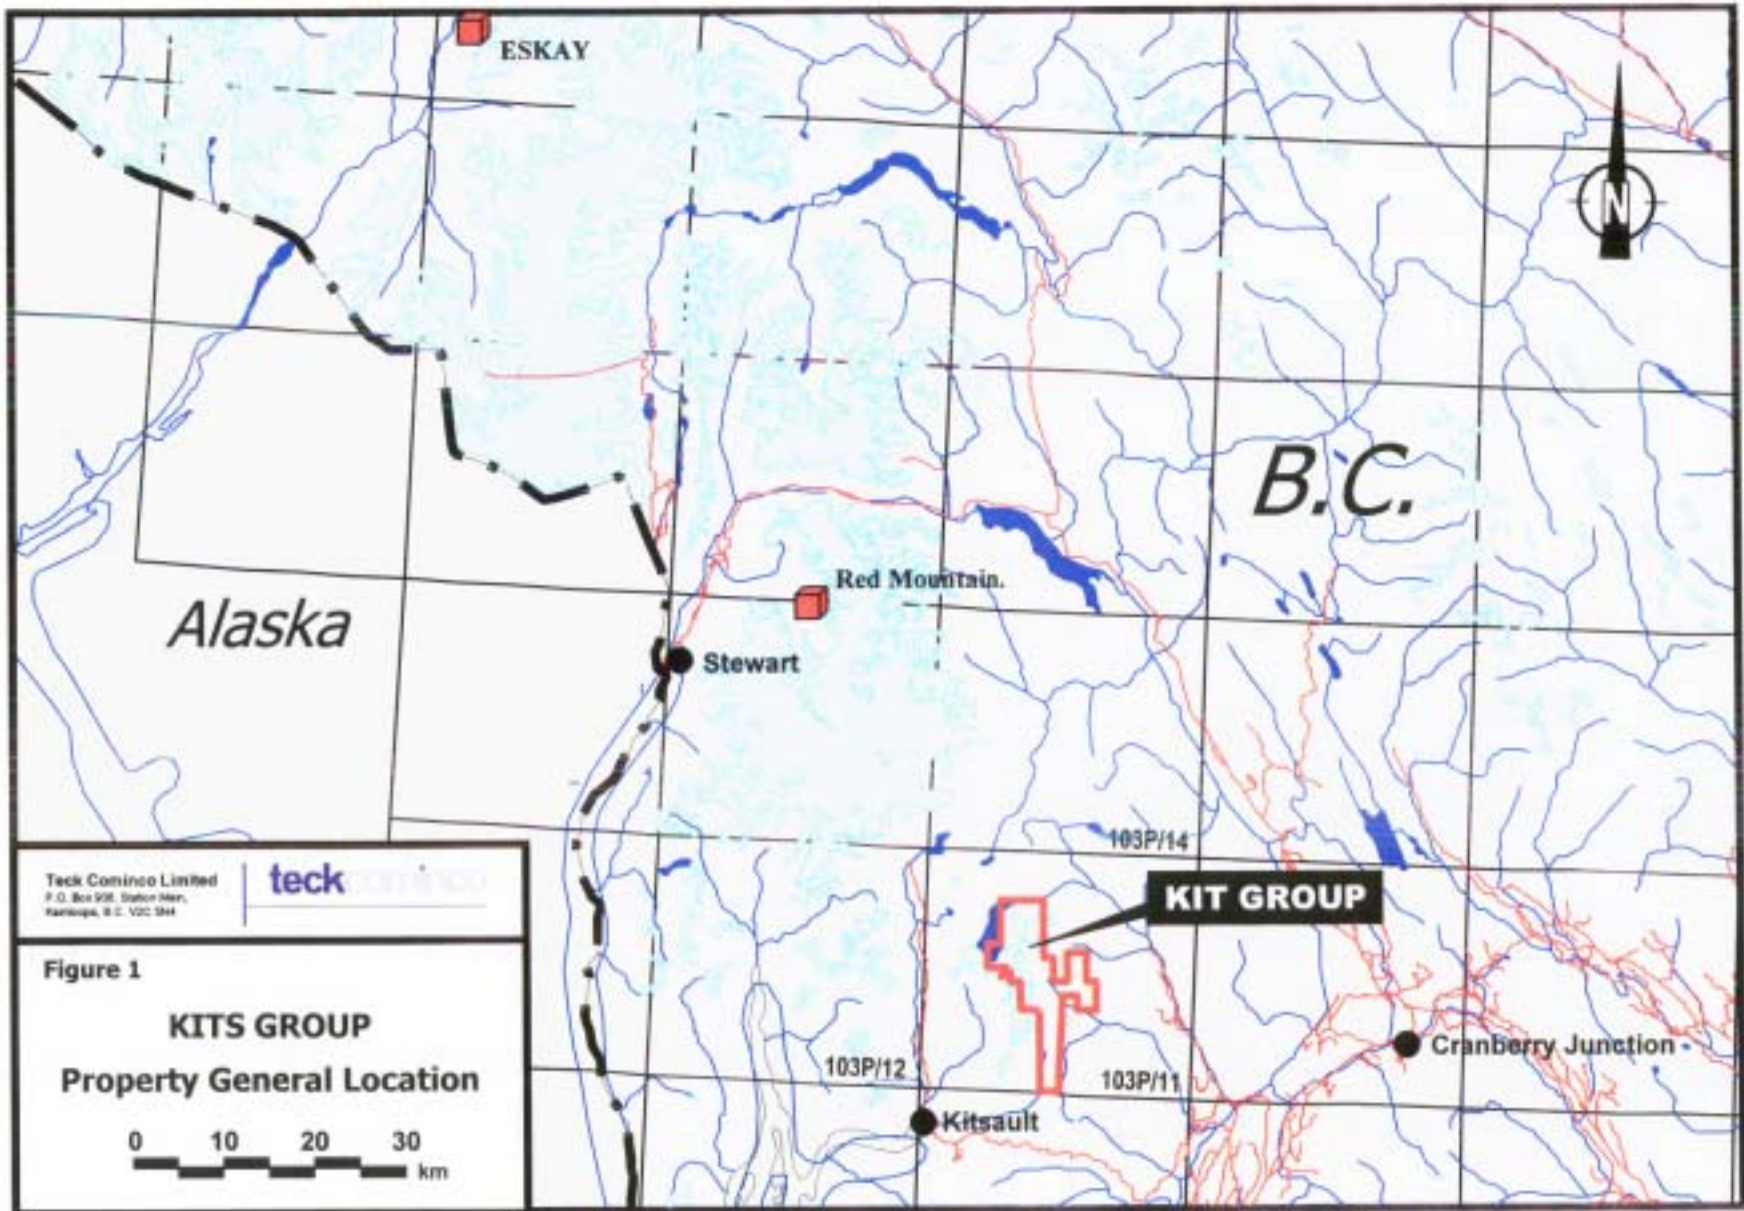 ESKAY
N
B.C.
Red Mountain.
Alaska
Stewart
103P/14
KIT GROUP
Teck Cominco Limited
teckcominco
Figure 1
KITS GROUP
Property General Location
0 10 20 30
km
103P/12
103P/11
Cranberry Junction
Kitsault